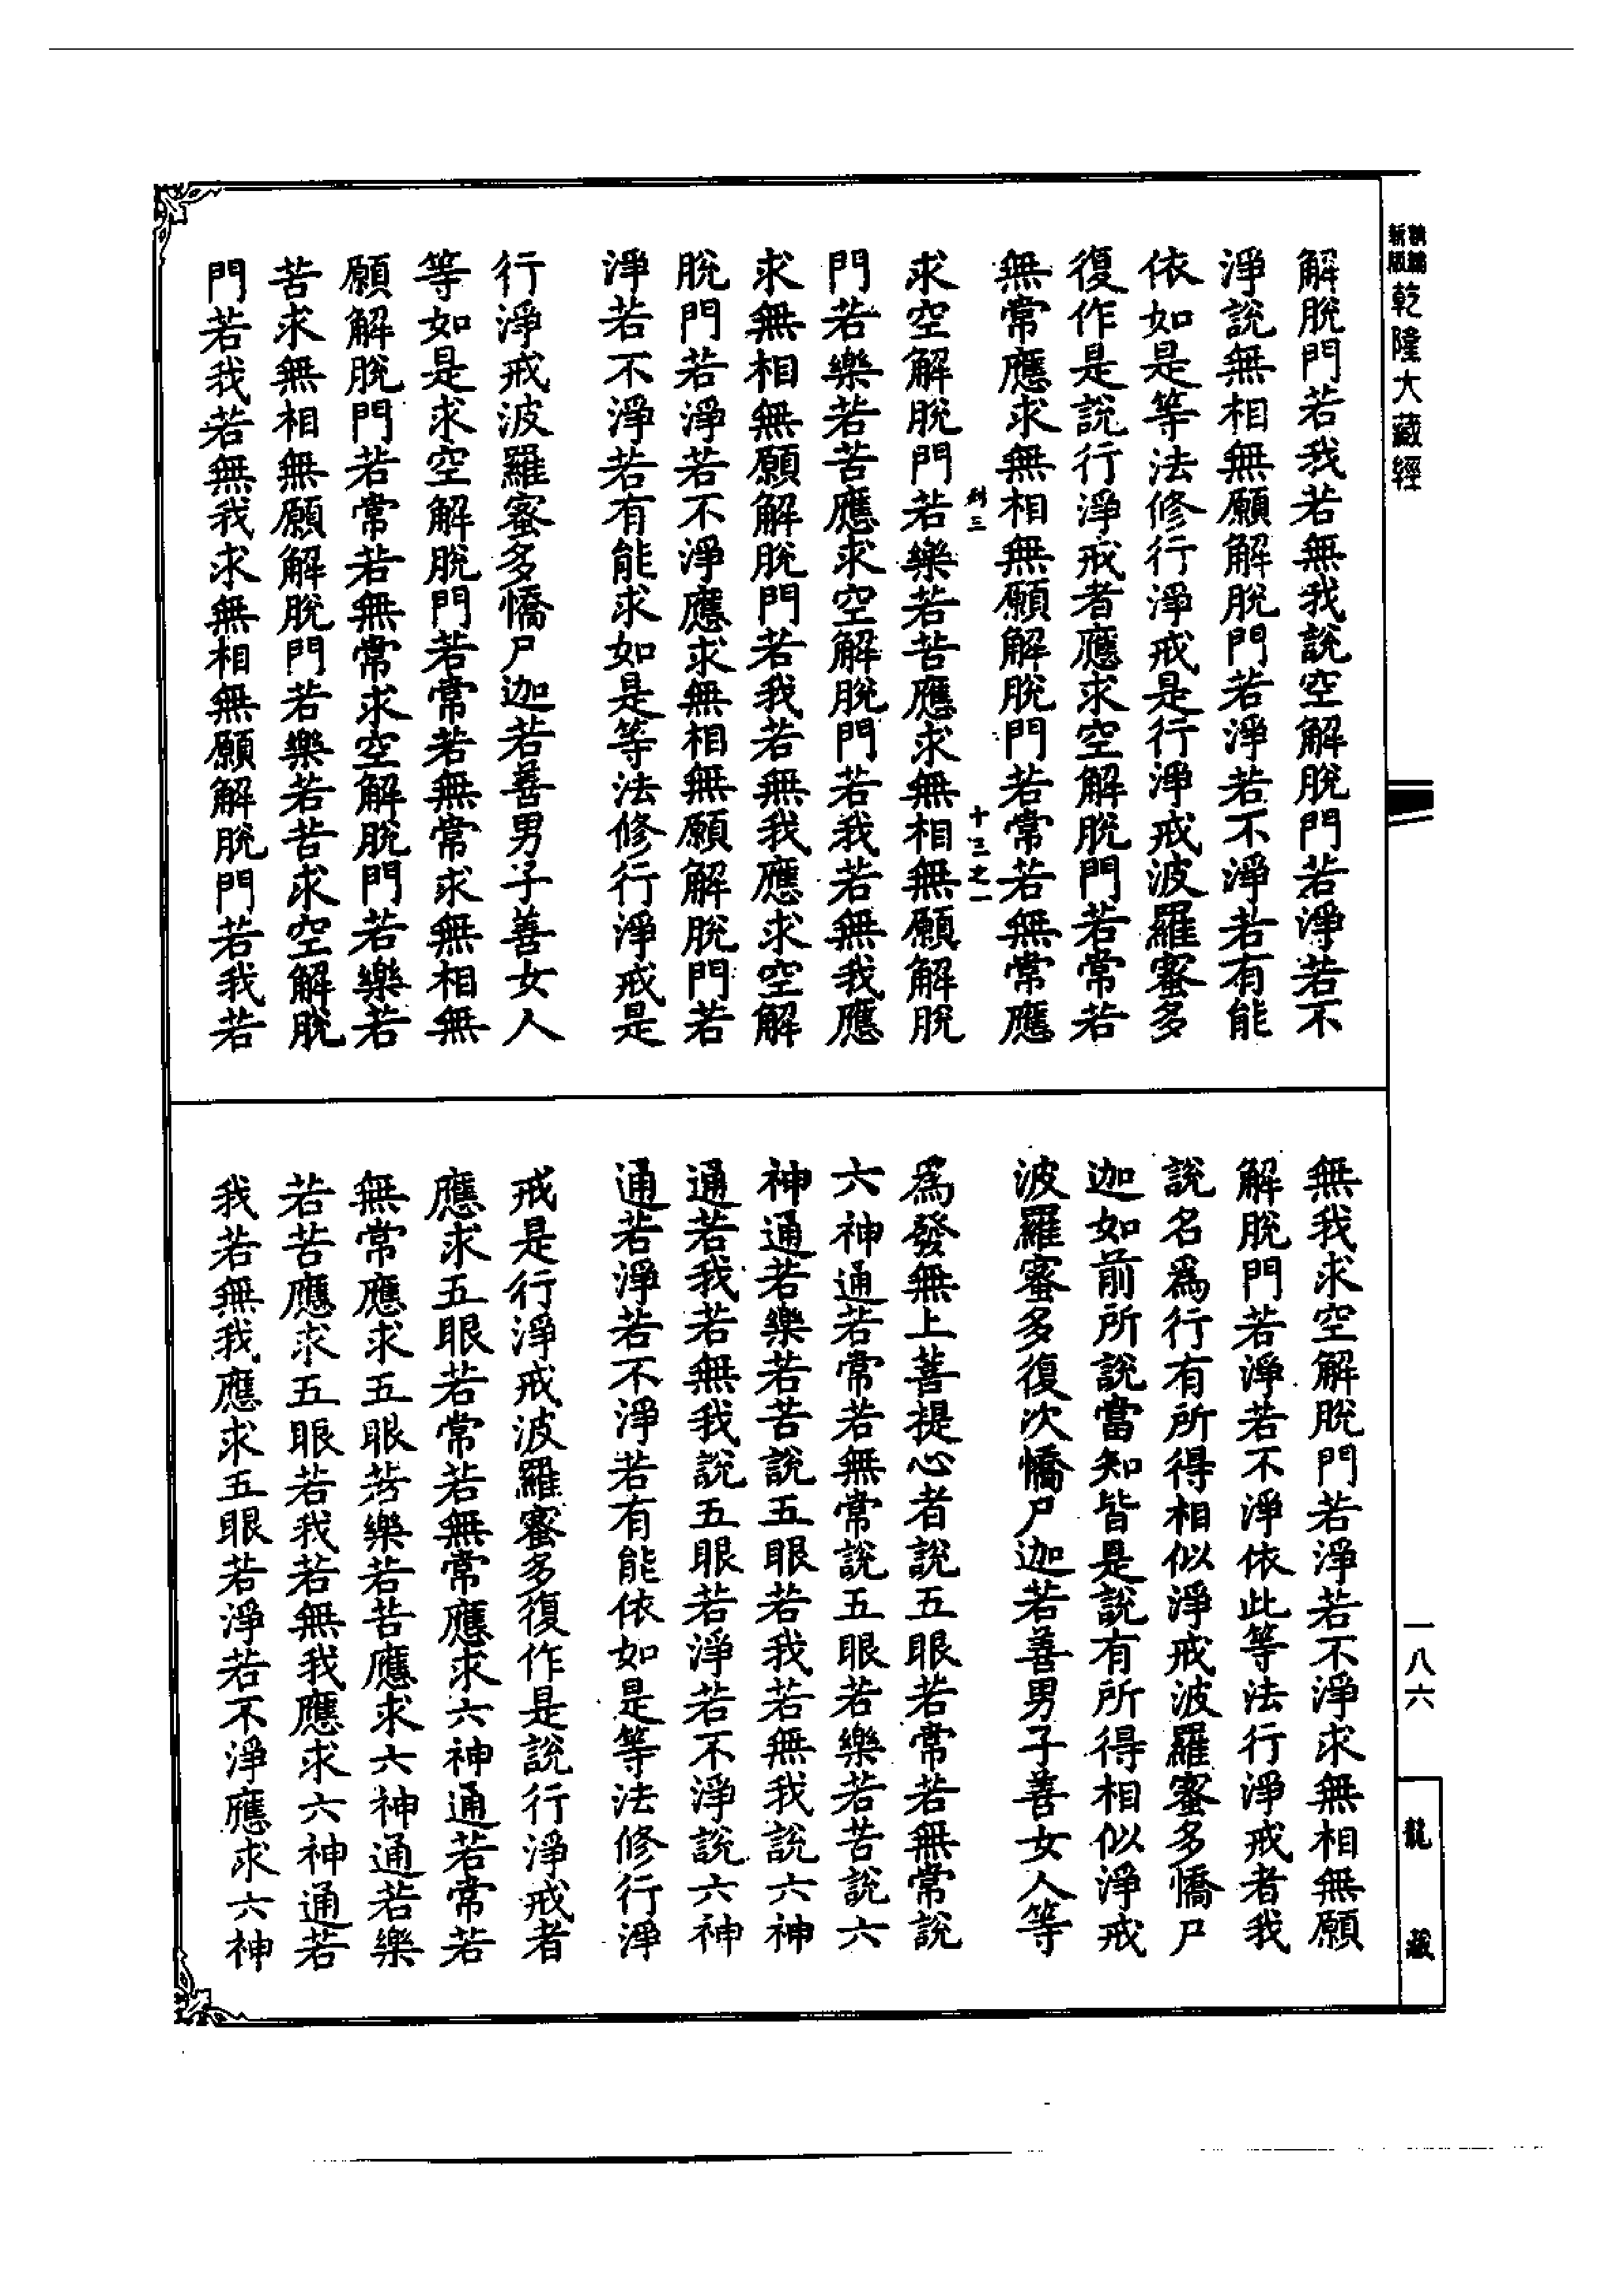 新編
新版
乾隆大藏經
解脫門若我若無我說空解脫門若淨若不
淨說無相無願解脫門若淨若不淨若有能
依如是等法修行淨戒是行淨戒波羅蜜多
復作是說行淨戒者應求空解脫門若常若
無常應求無相無願解脫門若常若無常應
十三之一
求空解脫門若樂若苦應求無相無願解脫
門若樂若苦應求空解脫門若我若無我應
求無相無願解脫門若我若無我應求空解
脫門若淨若不淨應求無相無願解脫門若
淨若不淨若有能求如是等法修行淨戒是
行淨戒波羅蜜多憍尸迦若善男子善女人
等如是求空解脫門若常若無常求無相無
願解脫門若常若無常求空解脫門若樂若
苦求無相無願解脫門若樂若苦求空解脫
門若我若無我求無相無願解脫門若我若
無我求空解脫門若淨若不淨求無相無願
解脫門若淨若不淨依此等法行淨戒者我
說名為行有所得相似淨戒波羅蜜多憍尸
迦如前所說當知皆是說有所得相似淨戒
波羅蜜多復次憍尸迦若善男子善女人等
為發無上菩提心者說五眼若常若無常說
六神通若常若無常說五眼若樂若苦說六
神通若樂若苦說五眼若我若無我說六神
通若我若無我說五眼若淨若不淨說六神
通若淨若不淨若有能依如是等法修行淨
戒是行淨戒波羅蜜多復作是說行淨戒者
應求五眼若常若無常應求六神通若常若
無常應求五眼若樂若苦應求六神通若樂
若苦應求五眼若我若無我應求六神通若
我若無我應求五眼若淨若不淨應求六神
一八六
龍藏